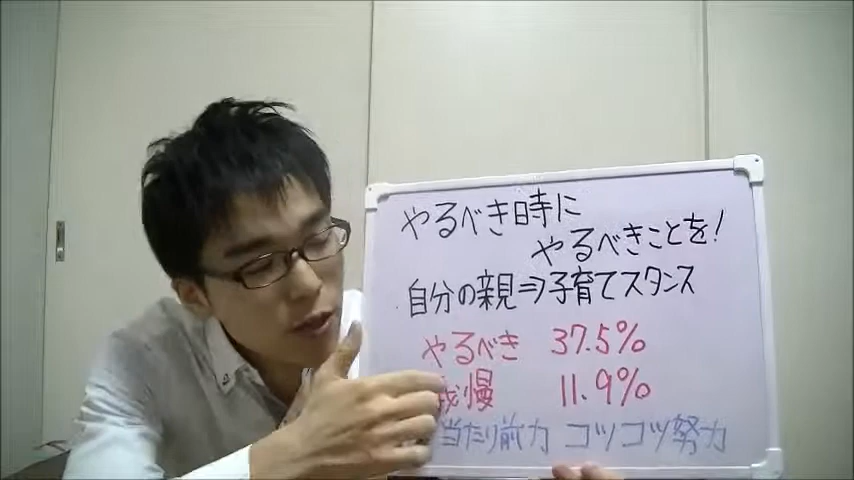 やるべき時に
やるべきことを!
自分の親⇒子育てスタンス
やるべき 37.5%
我慢 11.9%
当たり前力 コツコツ努力